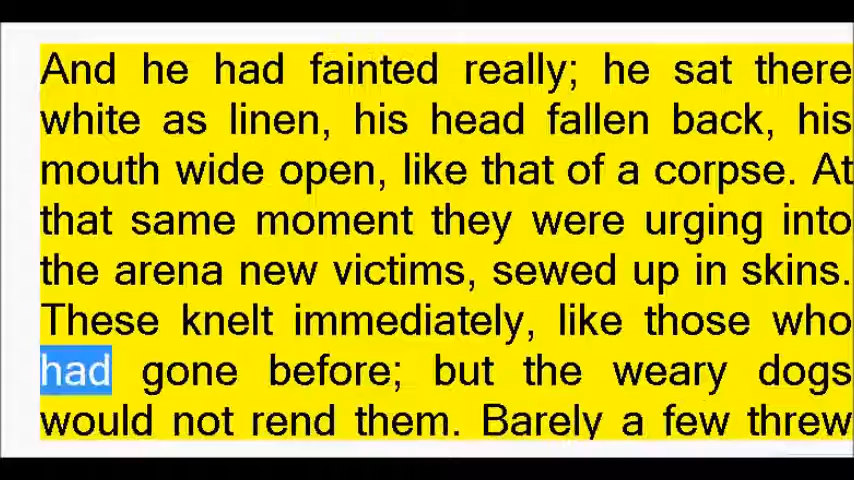 And he had fainted really; he sat there
white as linen, his head fallen back, his
mouth wide open, like that of a corpse. At
that same moment they were urging into
the arena new victims, sewed up in skins.
These knelt immediately, like those who
had gone before; but the weary dogs
would not rend them. Barely a few threw